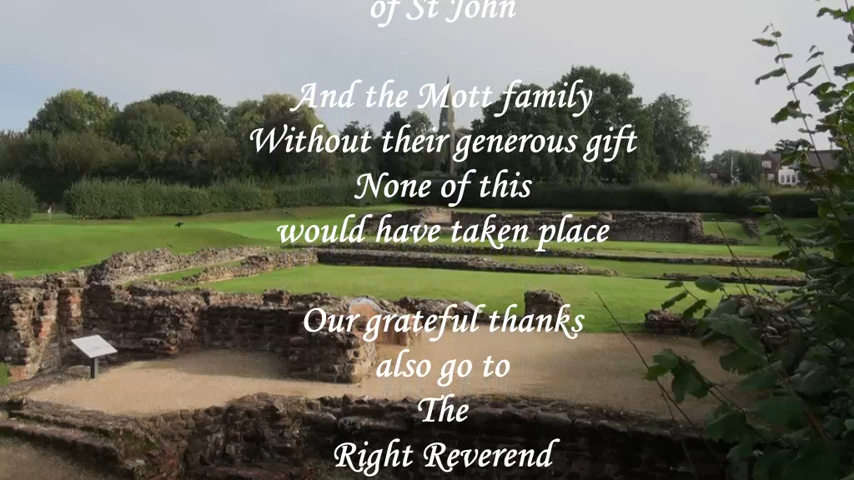 of St John
And the Mott family
Without their generous gift
None of this
would have taken place
Our grateful thanks
also go to
The
Right Reverend